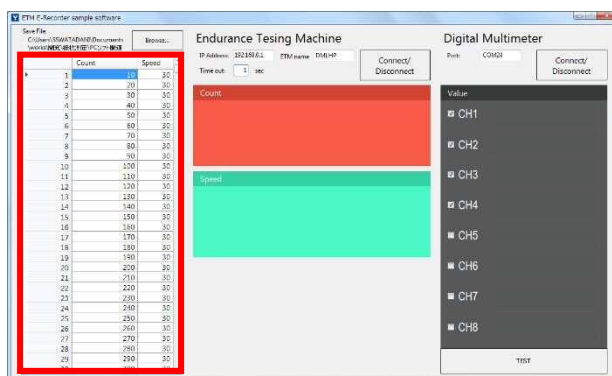 ETM E-Recorder sample software
Save File
Browse...
Count Speed
1 10 30
2 20 30
3 30 30
4 40 30
5 50 30
6 60 30
7 70 30
8 80 30
9 90 30
10 100 30
11 110 30
12 120 30
13 130 30
14 140 30
15 150 30
16 160 30
17 170 30
18 180 30
19 190 30
20 200 30
21 210 30
22 220 30
23 230 30
24 240 30
25 250 30
26 260 30
27 270 30
28 280 30
29 290 30
Endurance Tesing Machine
IP Address: 192.168.0.1 ETM name DMLHP
Time out: 1 sec
Connect/
Disconnect
Count
Speed
Digital Multimeter
Port: COM24
Connect/
Disconnect
Value
CH1
CH2
CH3
CH4
CH5
CH6
CH7
CH8
TEST